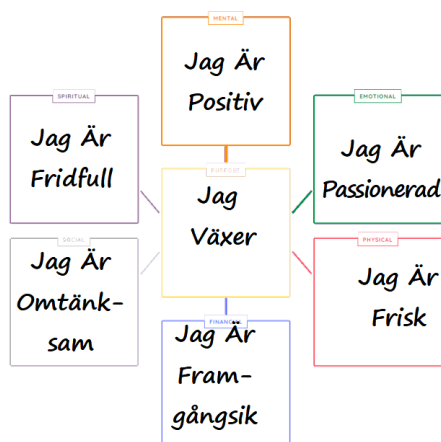 MENTAL
Jag Är
Positiv
SPIRITUAL
Jag Är
Fridfull
EMOTIONAL
Jag Är
Passionerad
PURPOSE
Jag
Växer
SOCIAL
Jag Är
Omtänk-
sam
PHYSICAL
Jag Är
Frisk
FINANCIAL
Jag Är
Fram-
gångsik